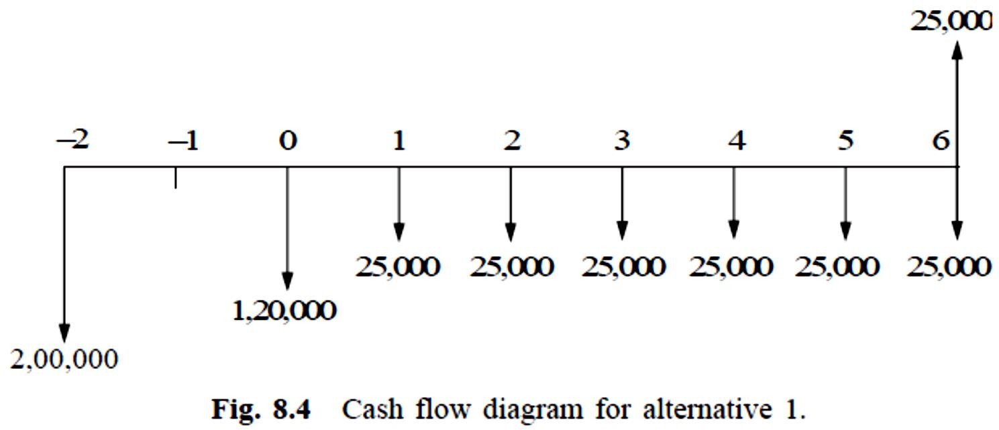 25,000
–2 –1 0 1 2 3 4 5 6
25,000 25,000 25,000 25,000 25,000 25,000
1,20,000
2,00,000
Fig. 8.4 Cash flow diagram for alternative 1.